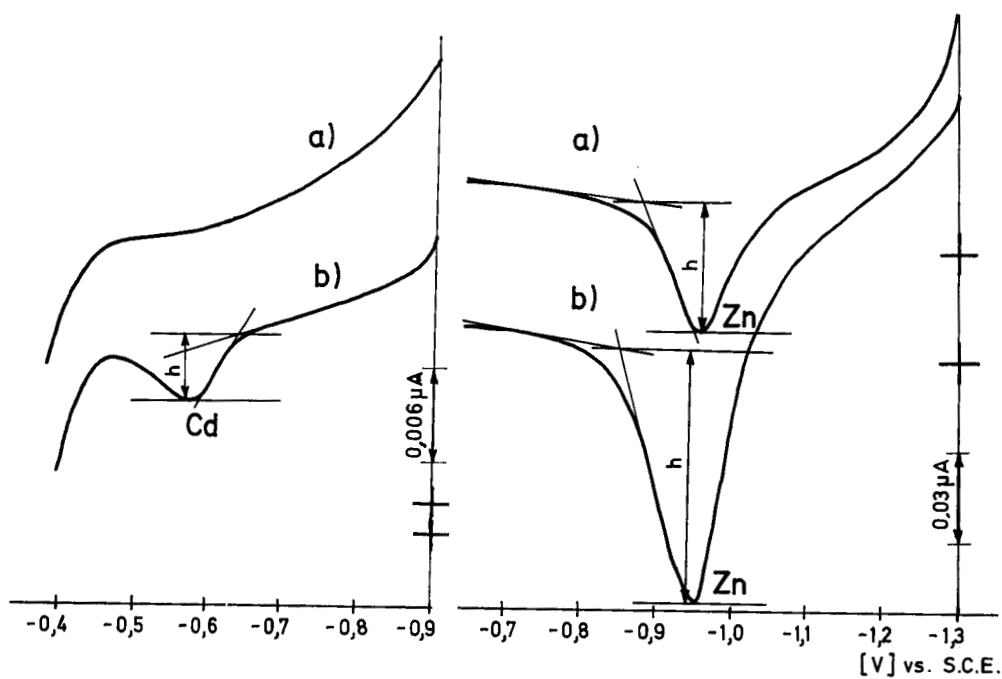 a)
b)
h
Cd
0,006 µA
-0,4 -0,5 -0,6 -0,7 -0,8 -0,9
a)
h
Zn
b)
h
Zn
0,03 µA
-0,7 -0,8 -0,9 -1,0 -1,1 -1,2 -1,3
[V] vs. S.C.E.